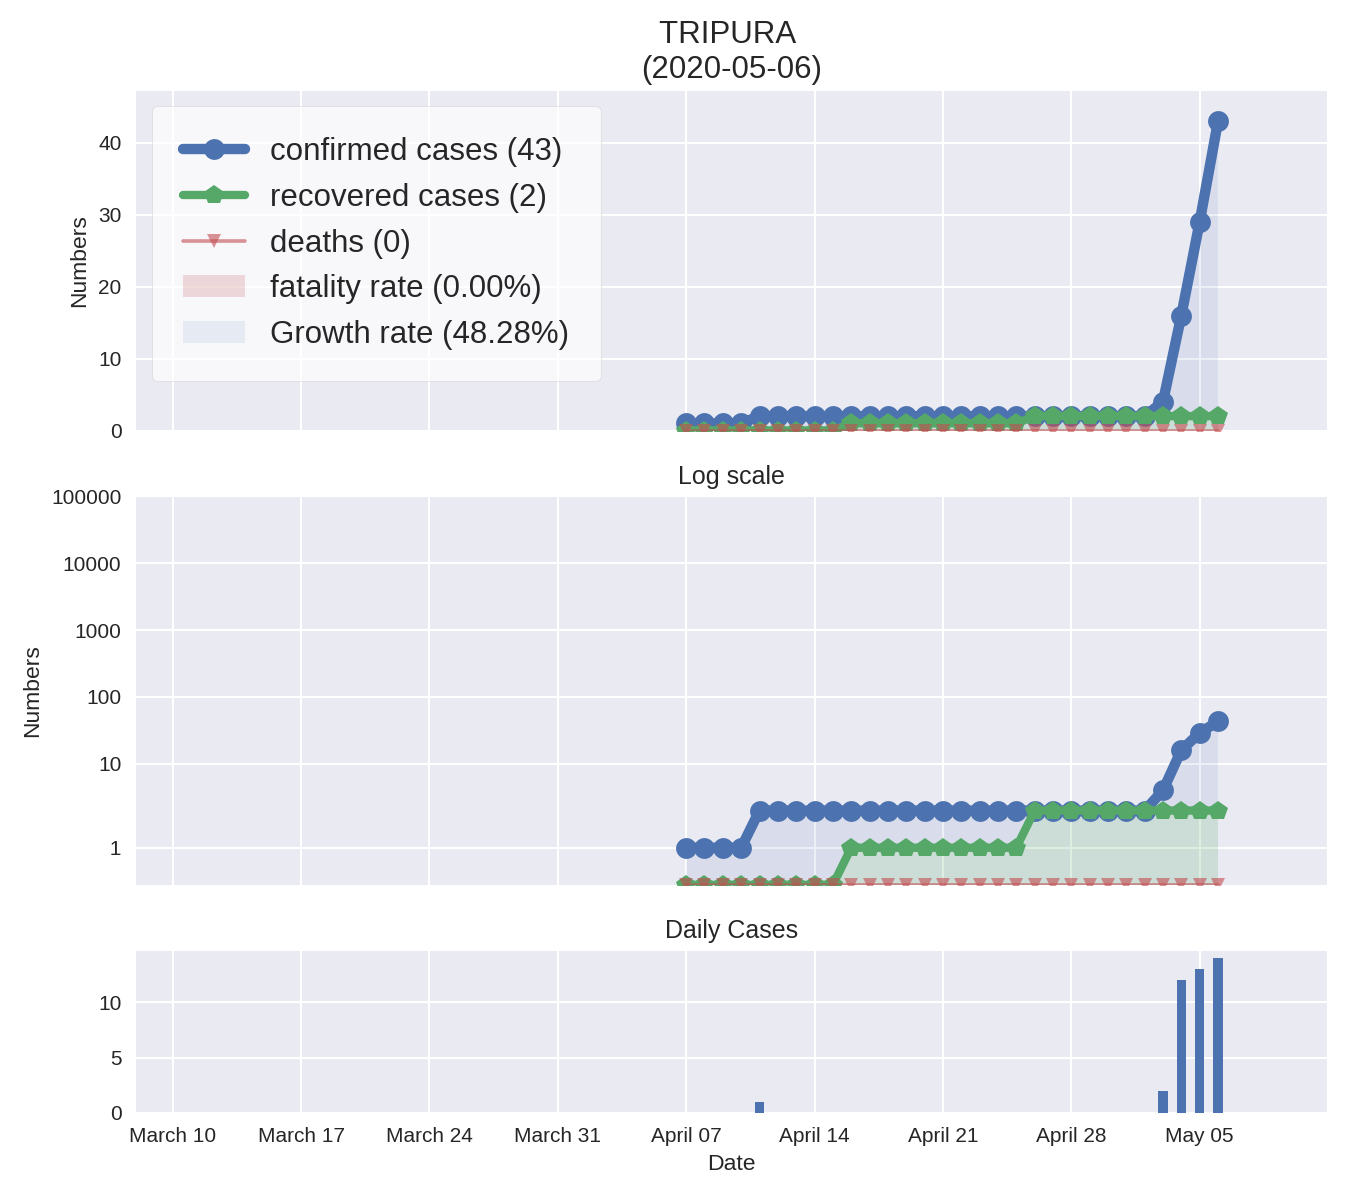 TRIPURA
(2020-05-06)
confirmed cases (43)
recovered cases (2)
deaths (0)
fatality rate (0.00%)
Growth rate (48.28%)
Numbers
40
30
20
10
0
Log scale
Numbers
100000
10000
1000
100
10
1
Daily Cases
10
5
0
March 10 March 17 March 24 March 31 April 07 April 14 April 21 April 28 May 05
Date